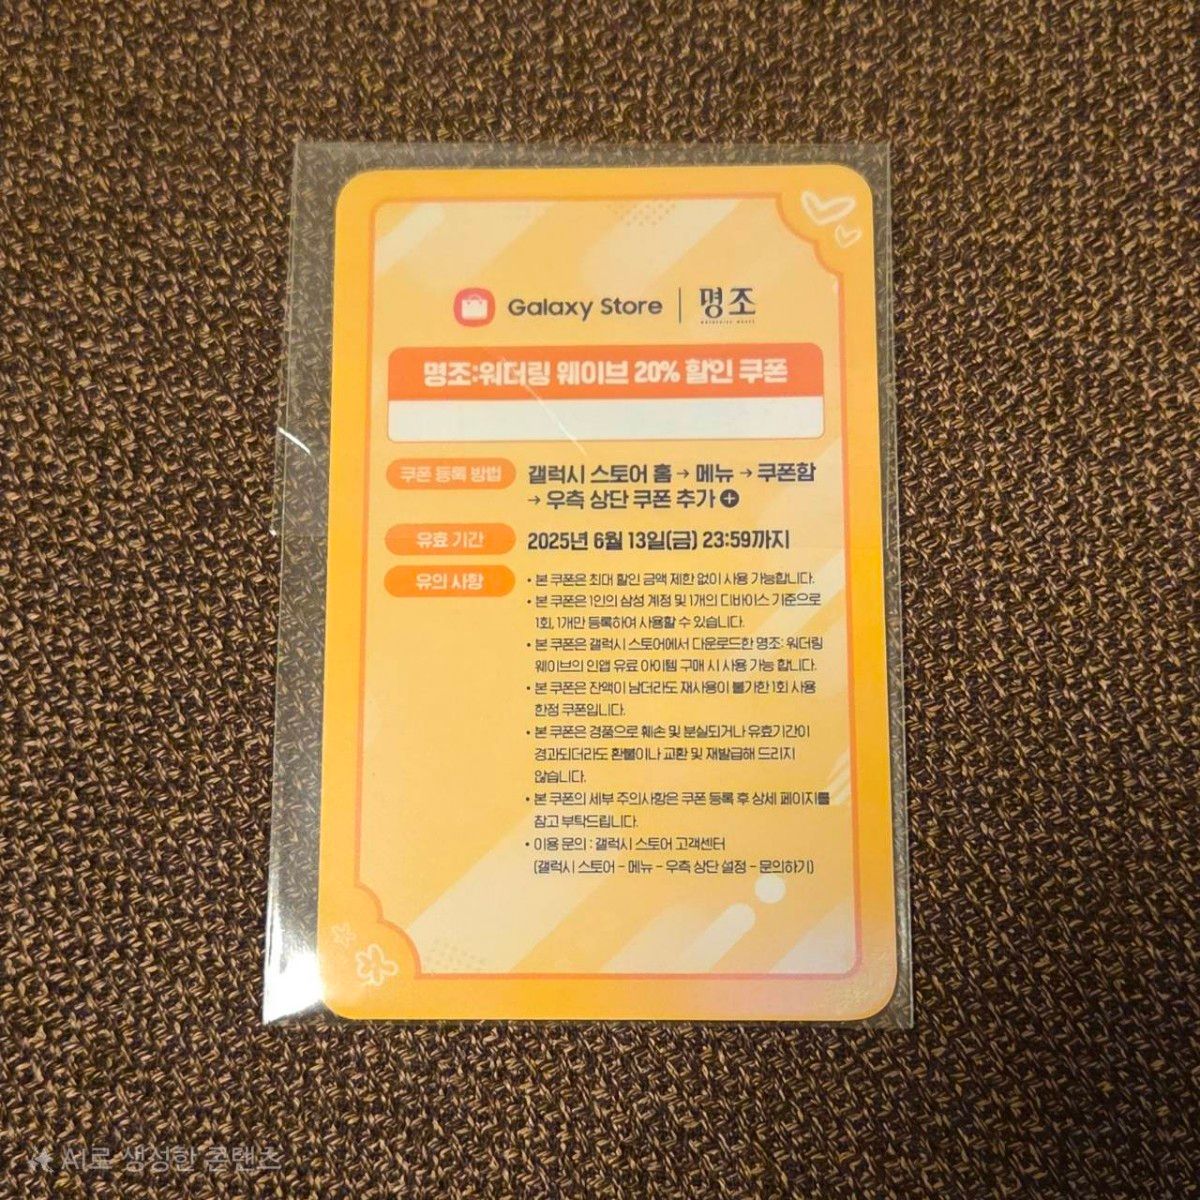 Galaxy Store | 명조
명조:워더링 웨이브 20% 할인 쿠폰
쿠폰 등록 방법
갤럭시 스토어 홈 → 메뉴 → 쿠폰함
→ 우측 상단 쿠폰 추가 ⊕
유효 기간
2025년 6월 13일(금) 23:59까지
유의 사항
• 본 쿠폰은 최대 할인 금액 제한 없이 사용 가능합니다.
• 본 쿠폰은 1인의 삼성 계정 및 1개의 디바이스 기준으로
1회, 1개만 등록하여 사용할 수 있습니다.
• 본 쿠폰은 갤럭시 스토어에서 다운로드한 명조: 워더링
웨이브의 인앱 유료 아이템 구매 시 사용 가능 합니다.
• 본 쿠폰은 잔액이 남더라도 재사용이 불가한 1회 사용
한정 쿠폰입니다.
• 본 쿠폰은 경품으로 훼손 및 분실되거나 유효기간이
경과되더라도 환불이나 교환 및 재발급해 드리지
않습니다.
• 본 쿠폰의 세부 주의사항은 쿠폰 등록 후 상세 페이지를
참고 부탁드립니다.
• 이용 문의 : 갤럭시 스토어 고객센터
(갤럭시 스토어 - 메뉴 - 우측 상단 설정 - 문의하기)
AI로 생성한 콘텐츠